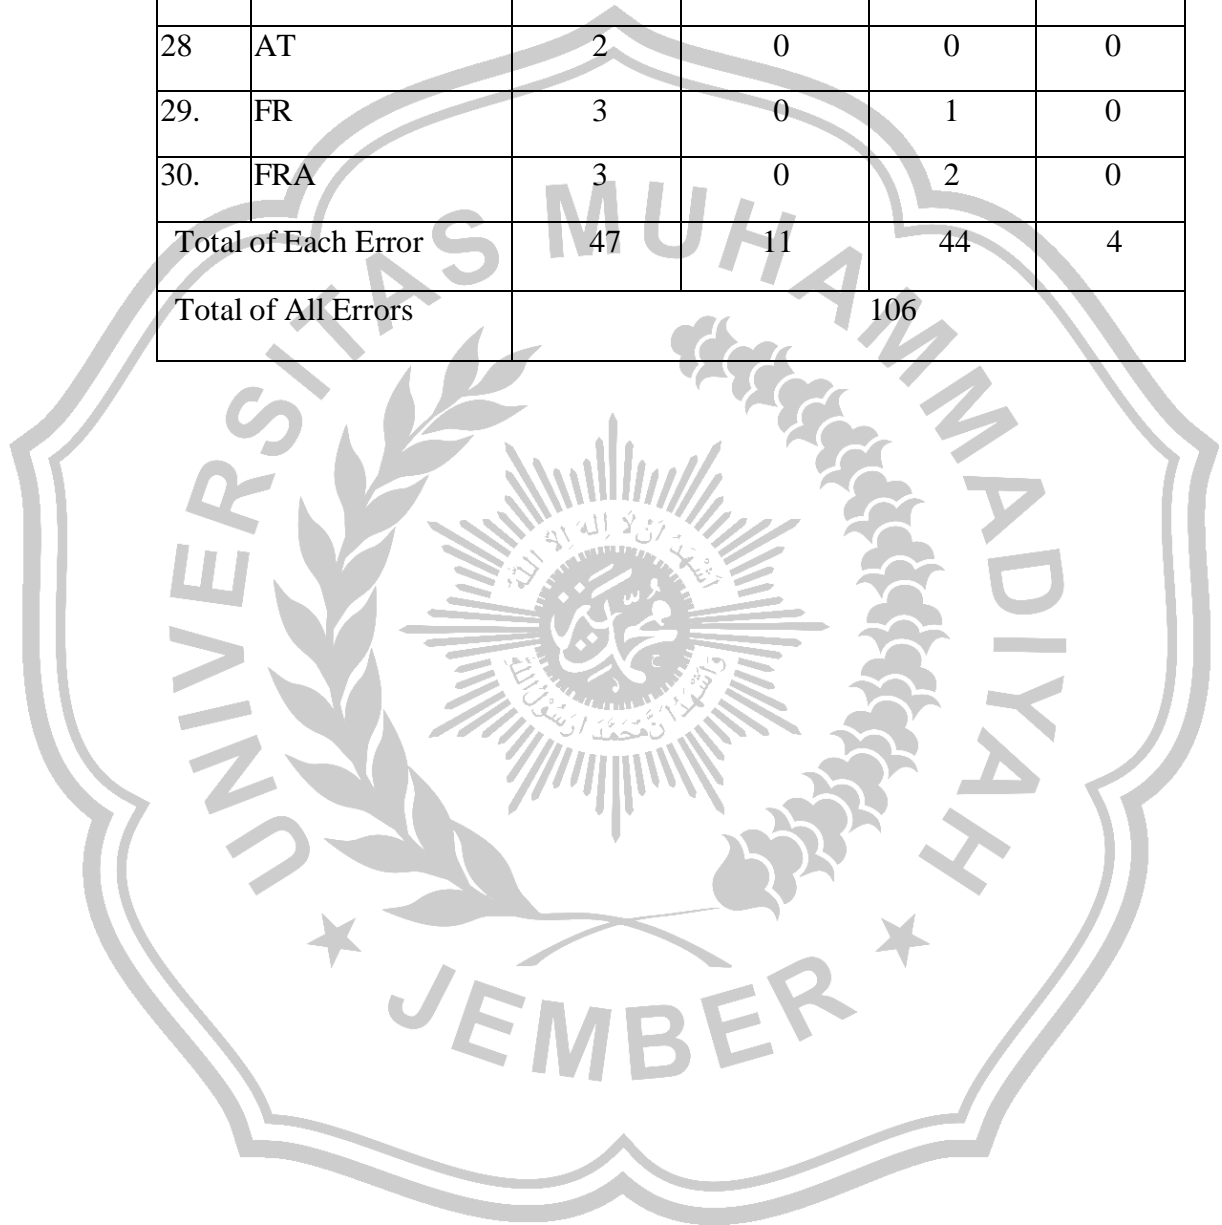 28 AT 2 0 0 0
29. FR 3 0 1 0
30. FRA 3 0 2 0
Total of Each Error 47 11 44 4
Total of All Errors 106
UNIVERSITAS MUHAMMADIYAH
JEMBER